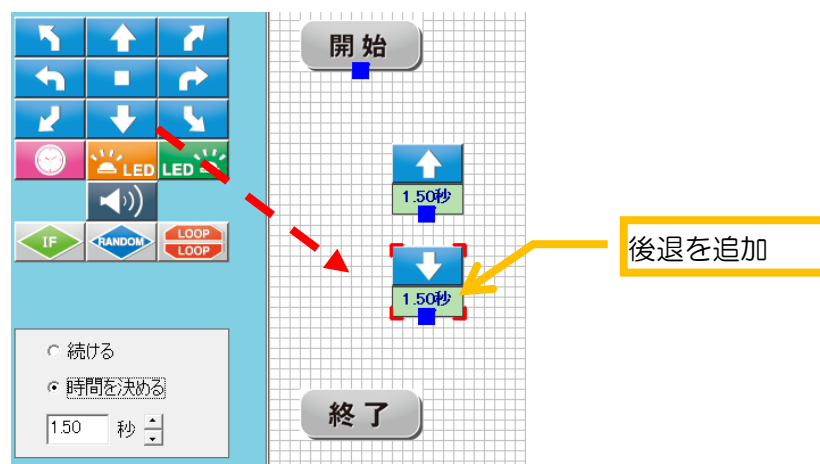 開始
LED
LED
1.50秒
IF
RANDOM
LOOP
LOOP
後退を追加
1.50秒
続ける
時間を決める
1.50 秒
終了